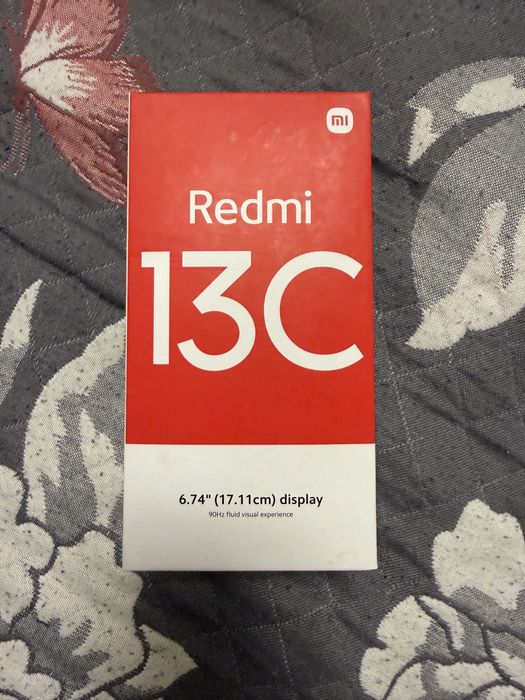 mi
Redmi
13C
6.74" (17.11cm) display
90Hz fluid visual experience